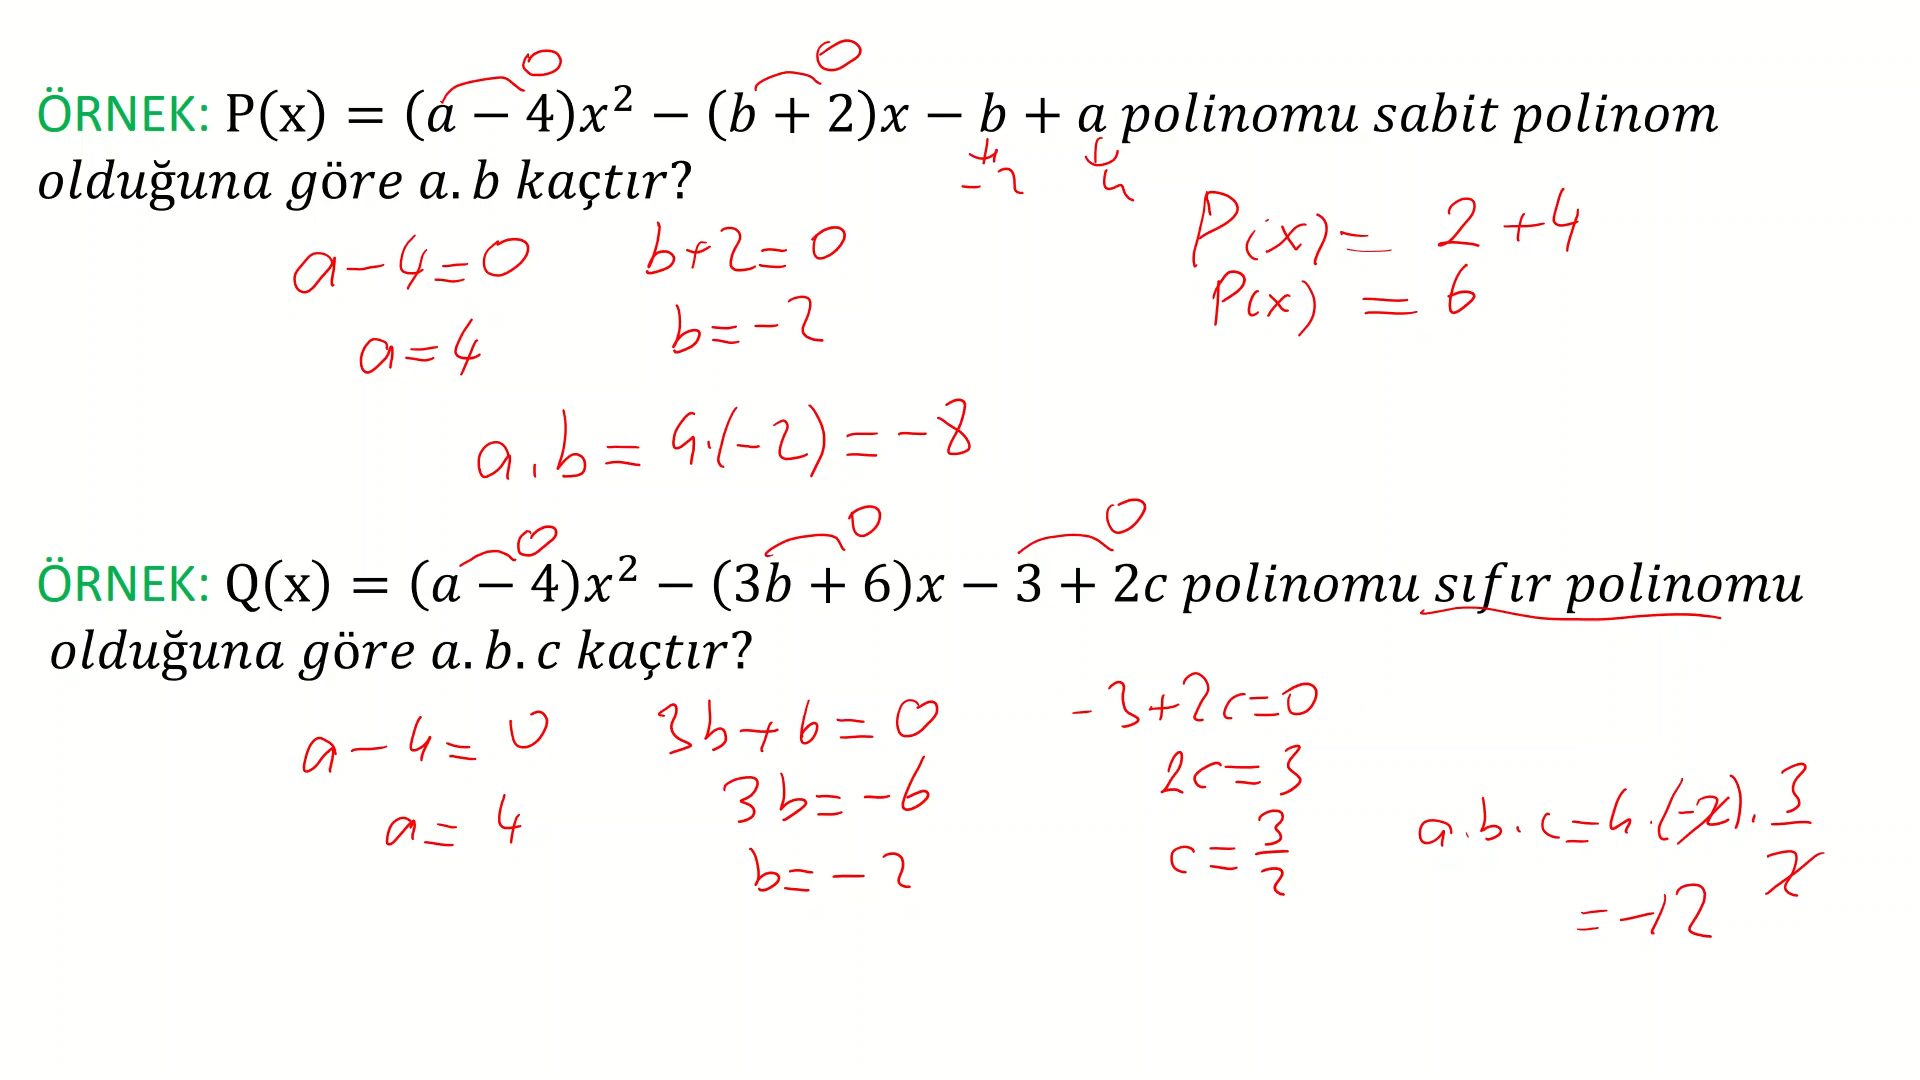 0 0
ÖRNEK: P(x) = (a − 4)x² − (b + 2)x − b + a polinomu sabit polinom
olduğuna göre a. b kaçtır? -2 4
a-4=0 b+2=0 P(x)= 2+4
a=4 b=-2 P(x) = 6
a.b= 4.(-2)=-8
0 0 0
ÖRNEK: Q(x) = (a − 4)x² − (3b + 6)x − 3 + 2c polinomu sıfır polinomu
olduğuna göre a. b. c kaçtır?
a-4=0 3b+6=0 -3+2c=0
a=4 3b=-6 2c=3
b=-2 c=3/2 a.b.c=4.(-2).3/2
=-12